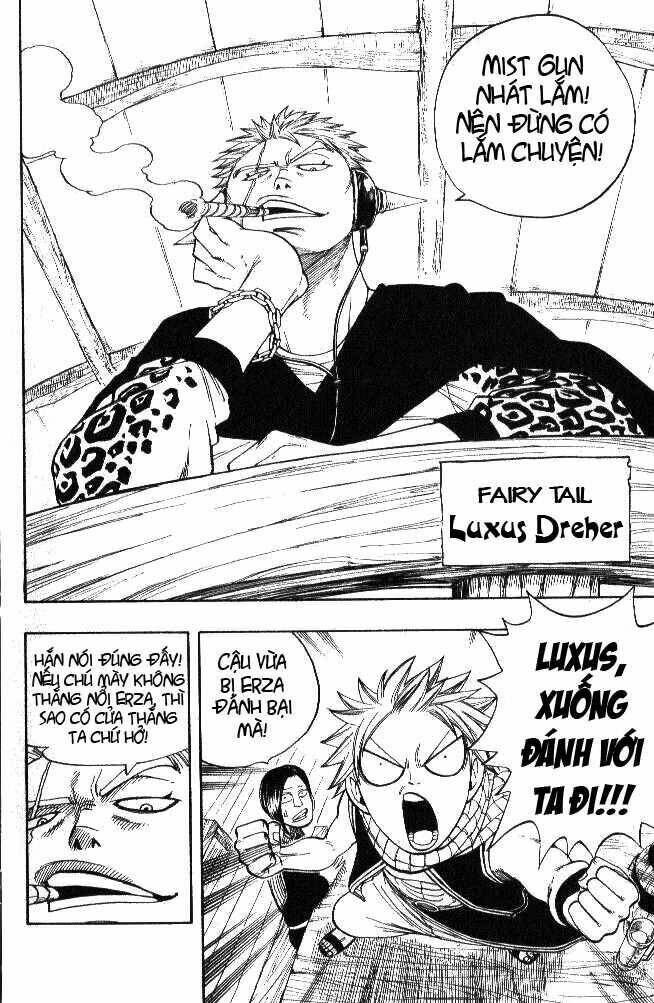 MIST GUN
NHÁT LẮM!
NÊN ĐỪNG CÓ
LẮM CHUYỆN!
FAIRY TAIL
Luxus Dreher
LUXUS,
XUỐNG
ĐÁNH VỚI
TA ĐI!!!
CẬU VỪA
BỊ ERZA
ĐÁNH BẠI
MÀ!
HẮN NÓI ĐÚNG ĐẤY!
NẾU CHÚ MÀY KHÔNG
THẮNG NỔI ERZA, THÌ
SAO CÓ CỬA THẮNG
TA CHỨ HỞ!